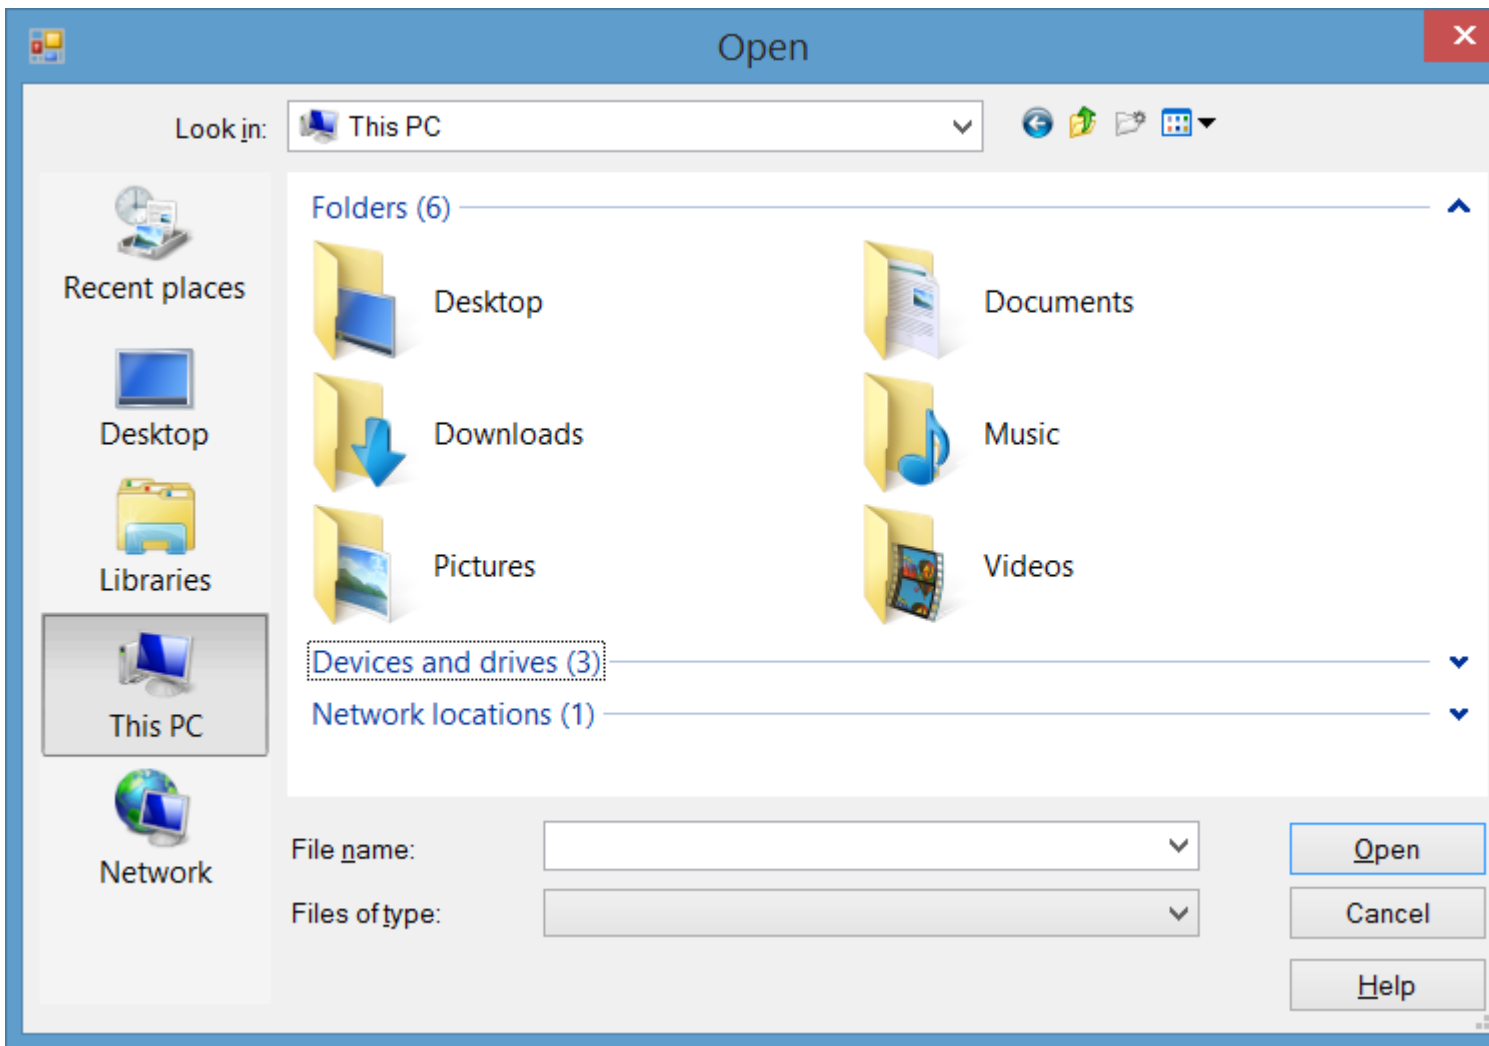 Open
Look in:
This PC
Recent places
Desktop
Libraries
This PC
Network
Folders (6)
Desktop
Documents
Downloads
Music
Pictures
Videos
Devices and drives (3)
Network locations (1)
File name:
Open
Files of type:
Cancel
Help